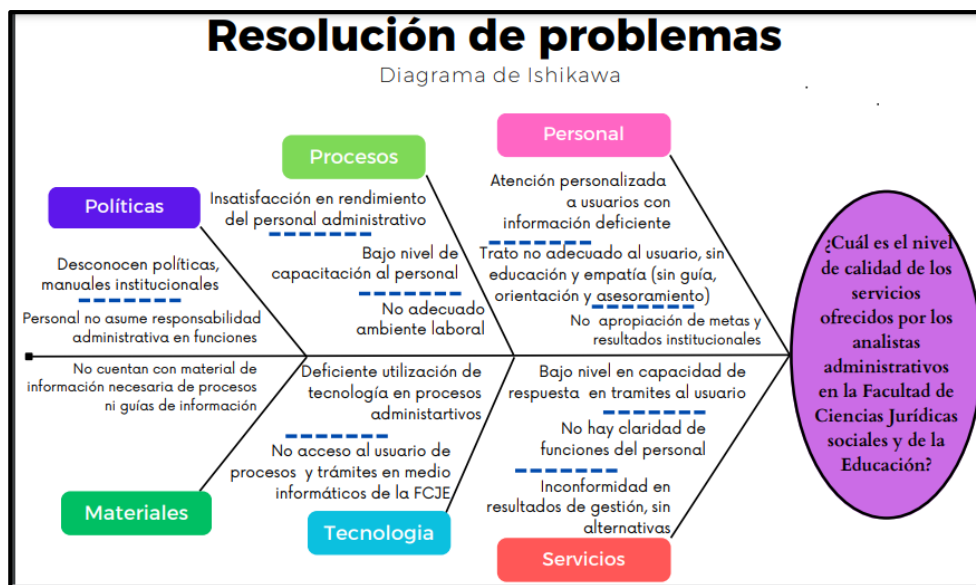 Resolución de problemas
Diagrama de Ishikawa
Políticas
Desconocen políticas,
manuales institucionales
Personal no asume responsabilidad
administrativa en funciones
Procesos
Insatisfacción en rendimiento
del personal administrativo
Bajo nivel de
capacitación al personal
No adecuado
ambiente laboral
Personal
Atención personalizada
a usuarios con
información deficiente
Trato no adecuado al usuario, sin
educación y empatía (sin guía,
orientación y asesoramiento)
No apropiación de metas y
resultados institucionales
¿Cuál es el nivel
de calidad de los
servicios
ofrecidos por los
analistas
administrativos
en la Facultad de
Ciencias Jurídicas
sociales y de la
Educación?
No cuentan con material de
información necesaria de procesos
ni guías de información
Materiales
Deficiente utilización de
tecnología en procesos
administartivos
No acceso al usuario de
procesos y trámites en medio
informáticos de la FCJE
Tecnologia
Bajo nivel en capacidad de
respuesta en tramites al usuario
No hay claridad de
funciones del personal
Inconformidad en
resultados de gestión, sin
alternativas
Servicios